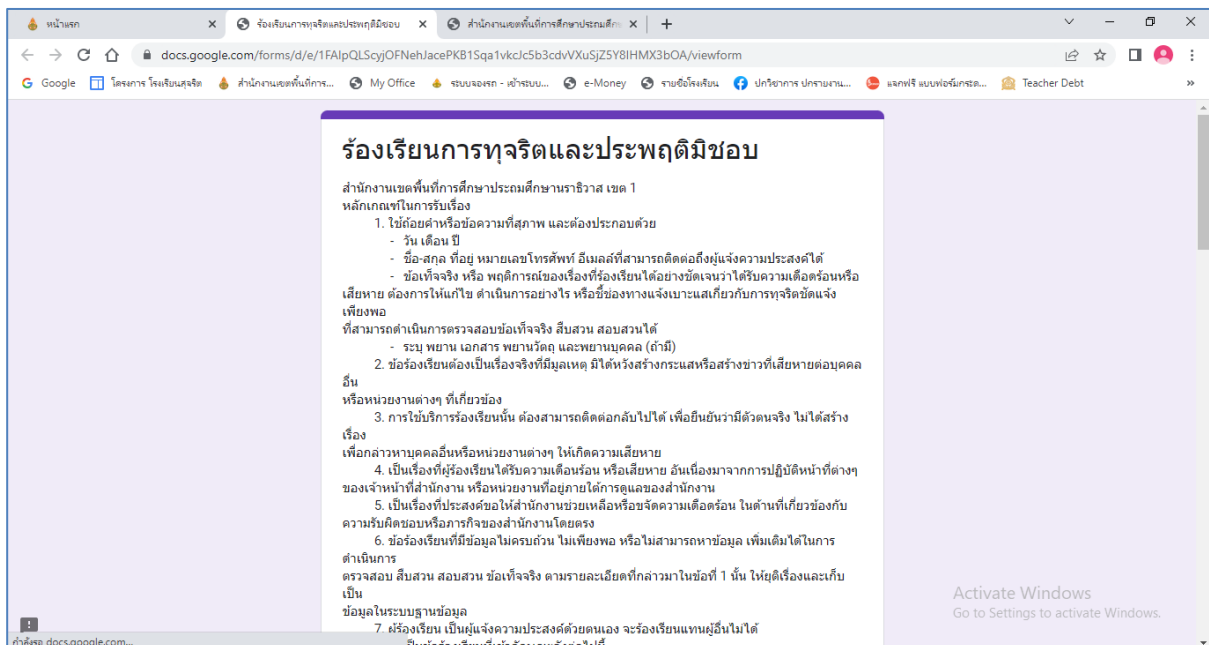 หน้าแรก
ร้องเรียนการทุจริตและประพฤติมิชอบ
สำนักงานเขตพื้นที่การศึกษาประถมศึก
docs.google.com/forms/d/e/1FAIpQLScyjOFNehJacePKB1Sqa1vkcJc5b3cdvVXuSjZ5Y8IHMX3bOA/viewform
Google โครงการ โรงเรียนสุจริต สำนักงานเขตพื้นที่การ... My Office ระบบจองรถ - เข้าระบบ... e-Money รายชื่อโรงเรียน ปกวิชาการ ปกรายงาน... แจกฟรี แบบฟอร์มกระด... Teacher Debt »
ร้องเรียนการทุจริตและประพฤติมิชอบ
สำนักงานเขตพื้นที่การศึกษาประถมศึกษานราธิวาส เขต 1
หลักเกณฑ์ในการรับเรื่อง
1. ใช้ถ้อยคำหรือข้อความที่สุภาพ และต้องประกอบด้วย
- วัน เดือน ปี
- ชื่อ-สกุล ที่อยู่ หมายเลขโทรศัพท์ อีเมลล์ที่สามารถติดต่อถึงผู้แจ้งความประสงค์ได้
- ข้อเท็จจริง หรือ พฤติการณ์ของเรื่องที่ร้องเรียนได้อย่างชัดเจนว่าได้รับความเดือดร้อนหรือ
เสียหาย ต้องการให้แก้ไข ดำเนินการอย่างไร หรือชี้ช่องทางแจ้งเบาะแสเกี่ยวกับการทุจริตชัดแจ้ง
เพียงพอ
ที่สามารถดำเนินการตรวจสอบข้อเท็จจริง สืบสวน สอบสวนได้
- ระบุ พยาน เอกสาร พยานวัตถุ และพยานบุคคล (ถ้ามี)
2. ข้อร้องเรียนต้องเป็นเรื่องจริงที่มีมูลเหตุ มิได้หวังสร้างกระแสหรือสร้างข่าวที่เสียหายต่อบุคคล
อื่น
หรือหน่วยงานต่างๆ ที่เกี่ยวข้อง
3. การใช้บริการร้องเรียนนั้น ต้องสามารถติดต่อกลับไปได้ เพื่อยืนยันว่ามีตัวตนจริง ไม่ได้สร้าง
เรื่อง
เพื่อกล่าวหาบุคคลอื่นหรือหน่วยงานต่างๆ ให้เกิดความเสียหาย
4. เป็นเรื่องที่ผู้ร้องเรียนได้รับความเดือนร้อน หรือเสียหาย อันเนื่องมาจากการปฏิบัติหน้าที่ต่างๆ
ของเจ้าหน้าที่สำนักงาน หรือหน่วยงานที่อยู่ภายใต้การดูแลของสำนักงาน
5. เป็นเรื่องที่ประสงค์ขอให้สำนักงานช่วยเหลือหรือขจัดความเดือดร้อน ในด้านที่เกี่ยวข้องกับ
ความรับผิดชอบหรือภารกิจของสำนักงานโดยตรง
6. ข้อร้องเรียนที่มีข้อมูลไม่ครบถ้วน ไม่เพียงพอ หรือไม่สามารถหาข้อมูล เพิ่มเติมได้ในการ
ดำเนินการ
ตรวจสอบ สืบสวน สอบสวน ข้อเท็จจริง ตามรายละเอียดที่กล่าวมาในข้อที่ 1 นั้น ให้ยุติเรื่องและเก็บ
เป็น
ข้อมูลในระบบฐานข้อมูล
7. ผู้ร้องเรียน เป็นผู้แจ้งความประสงค์ด้วยตนเอง จะร้องเรียนแทนผู้อื่นไม่ได้
Activate Windows
Go to Settings to activate Windows.
กำลังรอ docs.google.com...